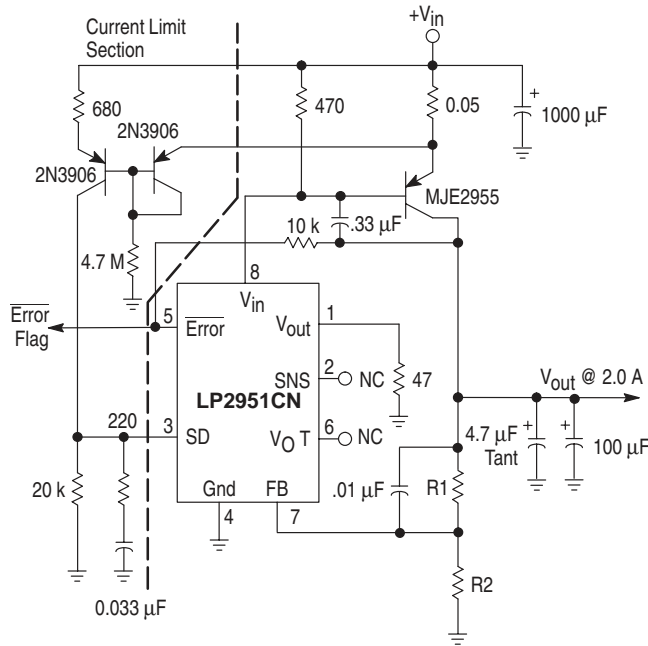 Current Limit
Section
+Vin
680
470
0.05
1000 μF
+
2N3906
2N3906
MJE2955
10 k
.33 μF
4.7 M
8
Vin
Error
Flag
5
Error
Vout
1
SNS
2
NC
47
Vout @ 2.0 A
LP2951CN
220
3
SD
VO T
6
NC
4.7 μF
Tant
+
+
100 μF
20 k
Gnd
FB
.01 μF
R1
4
7
R2
0.033 μF